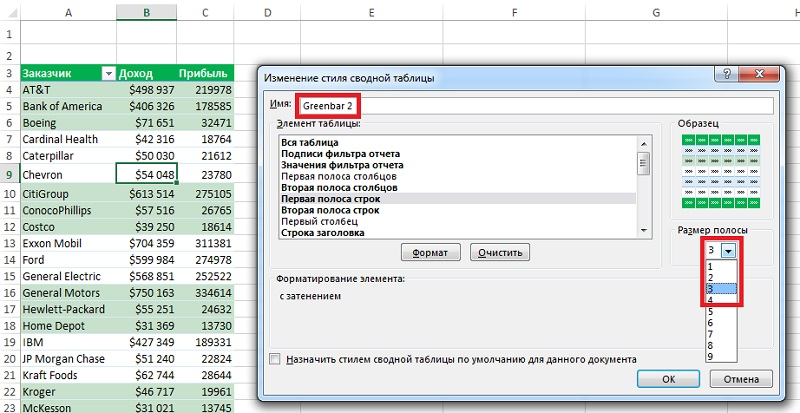 A B C D E F G H
1
2
3 Заказчик Доход Прибыль
4 AT&T $498 937 219978
5 Bank of America $406 326 178585
6 Boeing $71 651 32471
7 Cardinal Health $42 316 18764
8 Caterpillar $50 030 21612
9 Chevron $54 048 23780
10 CitiGroup $613 514 275105
11 ConocoPhillips $57 516 26765
12 Costco $39 250 18614
13 Exxon Mobil $704 359 311381
14 Ford $599 984 274978
15 General Electric $568 851 252522
16 General Motors $750 163 334614
17 Hewlett-Packard $55 251 24632
18 Home Depot $31 369 13730
19 IBM $427 349 189331
20 JP Morgan Chase $51 240 22824
21 Kraft Foods $62 744 28644
22 Kroger $46 717 19961
23 McKesson $31 021 13745
Изменение стиля сводной таблицы
Имя: Greenbar 2
Элемент таблицы:
Вся таблица
Подписи фильтра отчета
Значения фильтра отчета
Первая полоса столбцов
Вторая полоса столбцов
Первая полоса строк
Вторая полоса строк
Первый столбец
Строка заголовка
Формат Очистить
Форматирование элемента:
с затенением
Образец
Размер полосы
3
1
2
3
4
5
6
7
8
9
Назначить стилем сводной таблицы по умолчанию для данного документа
ОК Отмена